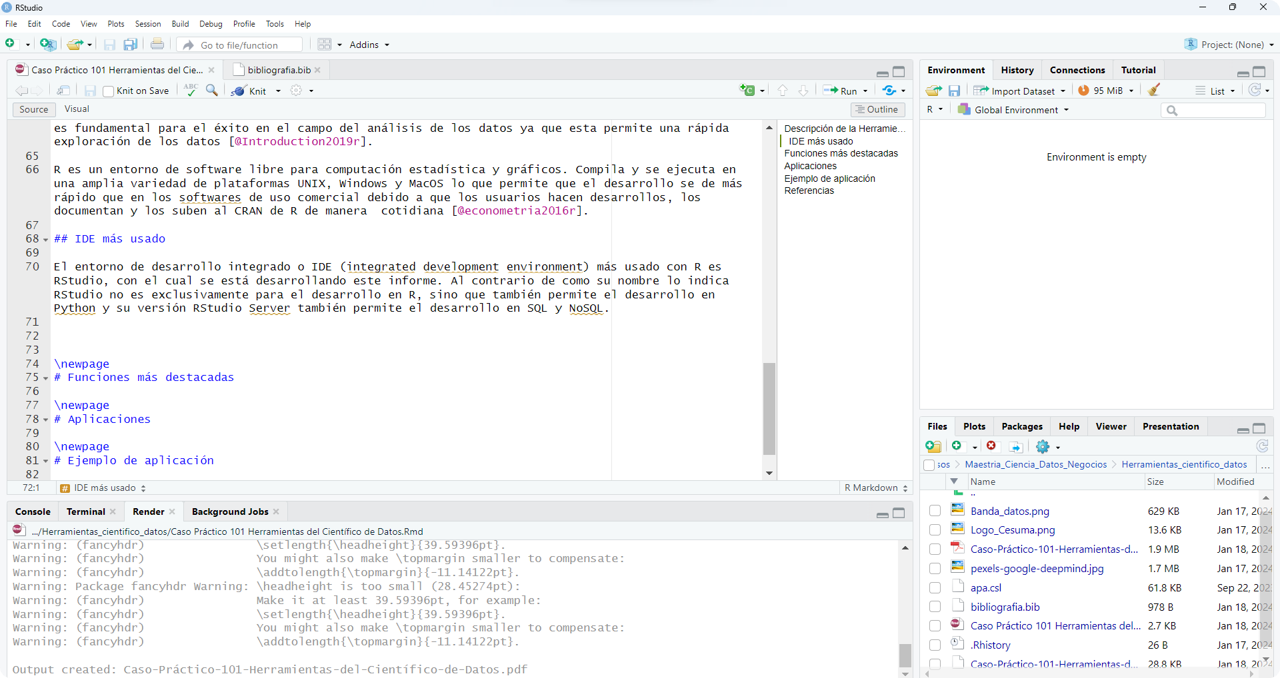 RStudio
File Edit Code View Plots Session Build Debug Profile Tools Help
Go to file/function Addins Project: (None)
Caso Práctico 101 Herramientas del Cie... bibliografia.bib
Knit on Save ABC Knit Run
Source Visual Outline
es fundamental para el éxito en el campo del análisis de los datos ya que esta permite una rápida
exploración de los datos [@Introduction2019r].
65
66 R es un entorno de software libre para computación estadística y gráficos. Compila y se ejecuta en
una amplia variedad de plataformas UNIX, Windows y MacOS lo que permite que el desarrollo se de más
rápido que en los softwares de uso comercial debido a que los usuarios hacen desarrollos, los
documentan y los suben al CRAN de R de manera cotidiana [@econometria2016r].
67
68 ## IDE más usado
69
70 El entorno de desarrollo integrado o IDE (integrated development environment) más usado con R es
RStudio, con el cual se está desarrollando este informe. Al contrario de como su nombre lo indica
RStudio no es exclusivamente para el desarrollo en R, sino que también permite el desarrollo en
Python y su versión RStudio Server también permite el desarrollo en SQL y NoSQL.
71
72
73
74 \newpage
75 # Funciones más destacadas
76
77 \newpage
78 # Aplicaciones
79
80 \newpage
81 # Ejemplo de aplicación
82
72:1 # IDE más usado R Markdown
Descripción de la Herramie...
IDE más usado
Funciones más destacadas
Aplicaciones
Ejemplo de aplicación
Referencias
Console Terminal Render Background Jobs
.../Herramientas_cientifico_datos/Caso Práctico 101 Herramientas del Científico de Datos.Rmd
Warning: (fancyhdr) \setlength{\headheight}{39.59396pt}.
Warning: (fancyhdr) You might also make \topmargin smaller to compensate:
Warning: (fancyhdr) \addtolength{\topmargin}{-11.14122pt}.
Warning: Package fancyhdr Warning: \headheight is too small (28.45274pt):
Warning: (fancyhdr) Make it at least 39.59396pt, for example:
Warning: (fancyhdr) \setlength{\headheight}{39.59396pt}.
Warning: (fancyhdr) You might also make \topmargin smaller to compensate:
Warning: (fancyhdr) \addtolength{\topmargin}{-11.14122pt}.
Output created: Caso-Práctico-101-Herramientas-del-Científico-de-Datos.pdf
Environment History Connections Tutorial
Import Dataset 95 MiB List
R Global Environment
Environment is empty
Files Plots Packages Help Viewer Presentation
sos Maestria_Ciencia_Datos_Negocios Herramientas_cientifico_datos ...
Name Size Modified
..
Banda_datos.png 629 KB Jan 17, 2024
Logo_Cesuma.png 13.6 KB Jan 17, 2024
Caso-Práctico-101-Herramientas-d... 1.9 MB Jan 18, 2024
pexels-google-deepmind.jpg 1.7 MB Jan 17, 2024
apa.csl 61.8 KB Sep 22, 202
bibliografia.bib 978 B Jan 18, 2024
Caso Práctico 101 Herramientas del... 2.7 KB Jan 18, 2024
.Rhistory 26 B Jan 17, 2024
Caso-Práctico-101-Herramientas-d... 28.8 KB Jan 18, 2024